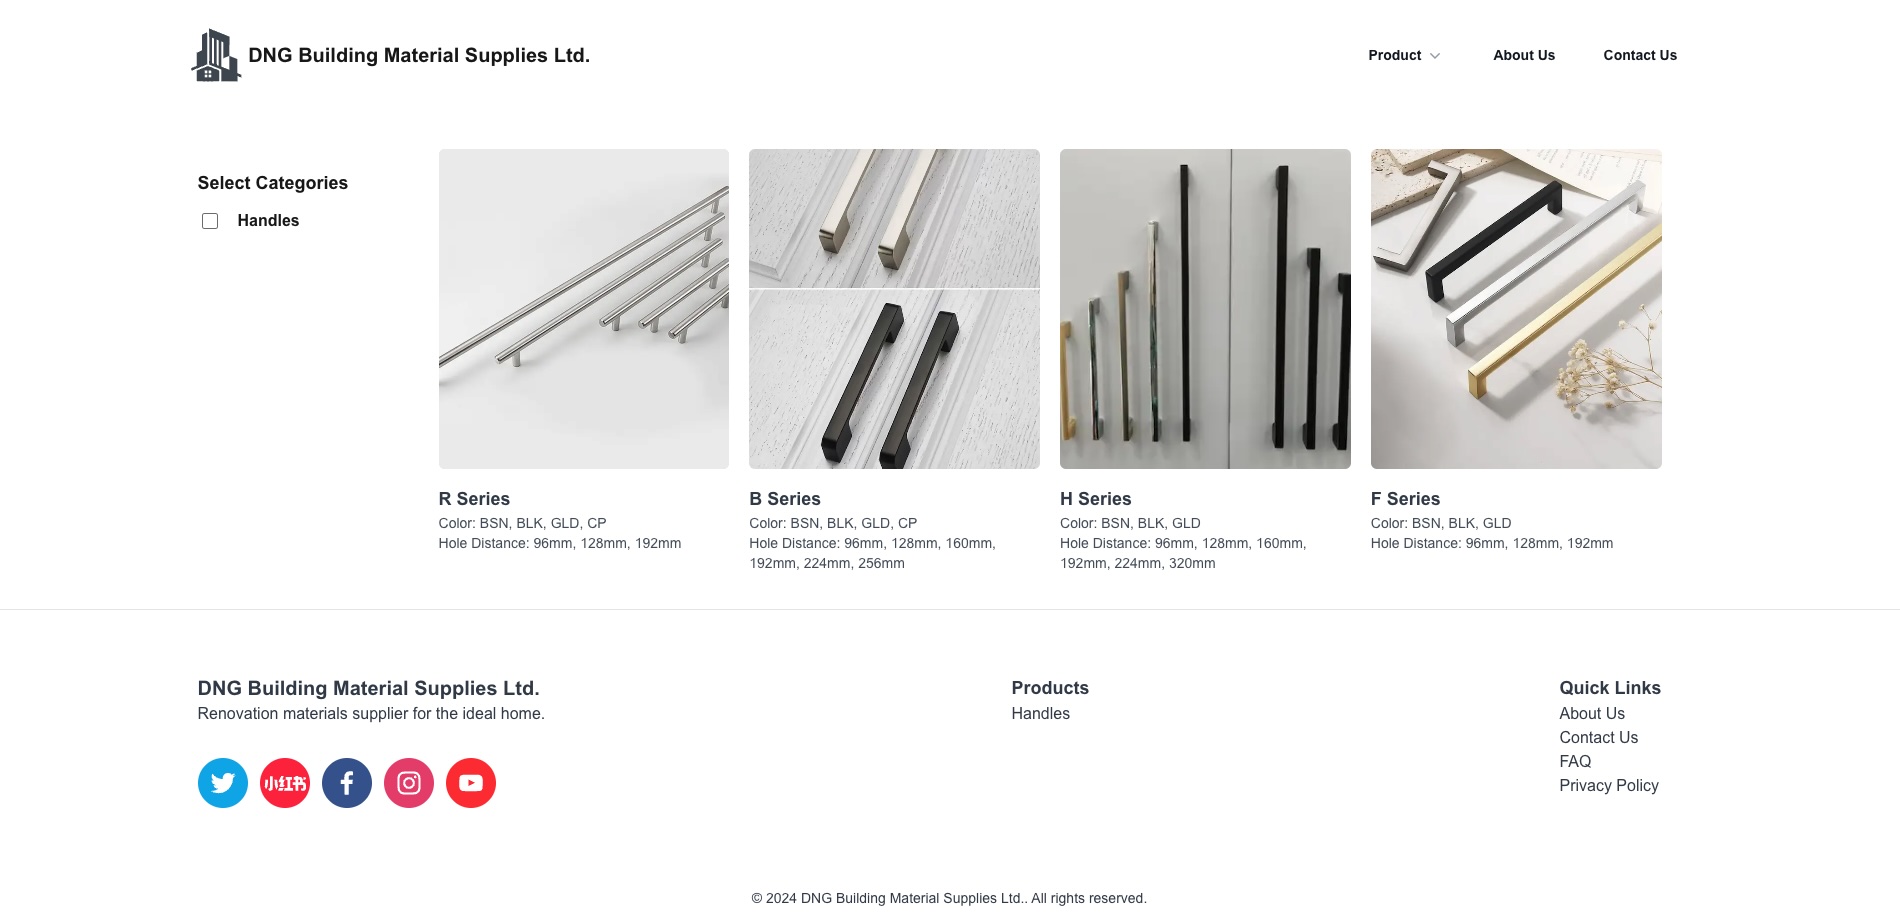 DNG Building Material Supplies Ltd.
Product
About Us
Contact Us
Select Categories
Handles
R Series
Color: BSN, BLK, GLD, CP
Hole Distance: 96mm, 128mm, 192mm
B Series
Color: BSN, BLK, GLD, CP
Hole Distance: 96mm, 128mm, 160mm,
192mm, 224mm, 256mm
H Series
Color: BSN, BLK, GLD
Hole Distance: 96mm, 128mm, 160mm,
192mm, 224mm, 320mm
F Series
Color: BSN, BLK, GLD
Hole Distance: 96mm, 128mm, 192mm
DNG Building Material Supplies Ltd.
Renovation materials supplier for the ideal home.
小红书
Products
Handles
Quick Links
About Us
Contact Us
FAQ
Privacy Policy
© 2024 DNG Building Material Supplies Ltd.. All rights reserved.